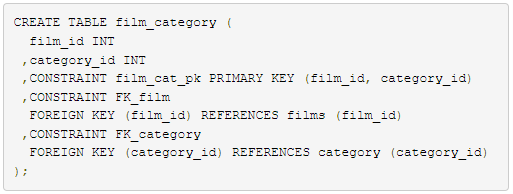 CREATE TABLE film_category (
  film_id INT
 ,category_id INT
 ,CONSTRAINT film_cat_pk PRIMARY KEY (film_id, category_id)
 ,CONSTRAINT FK_film
  FOREIGN KEY (film_id) REFERENCES films (film_id)
 ,CONSTRAINT FK_category
  FOREIGN KEY (category_id) REFERENCES category (category_id)
);